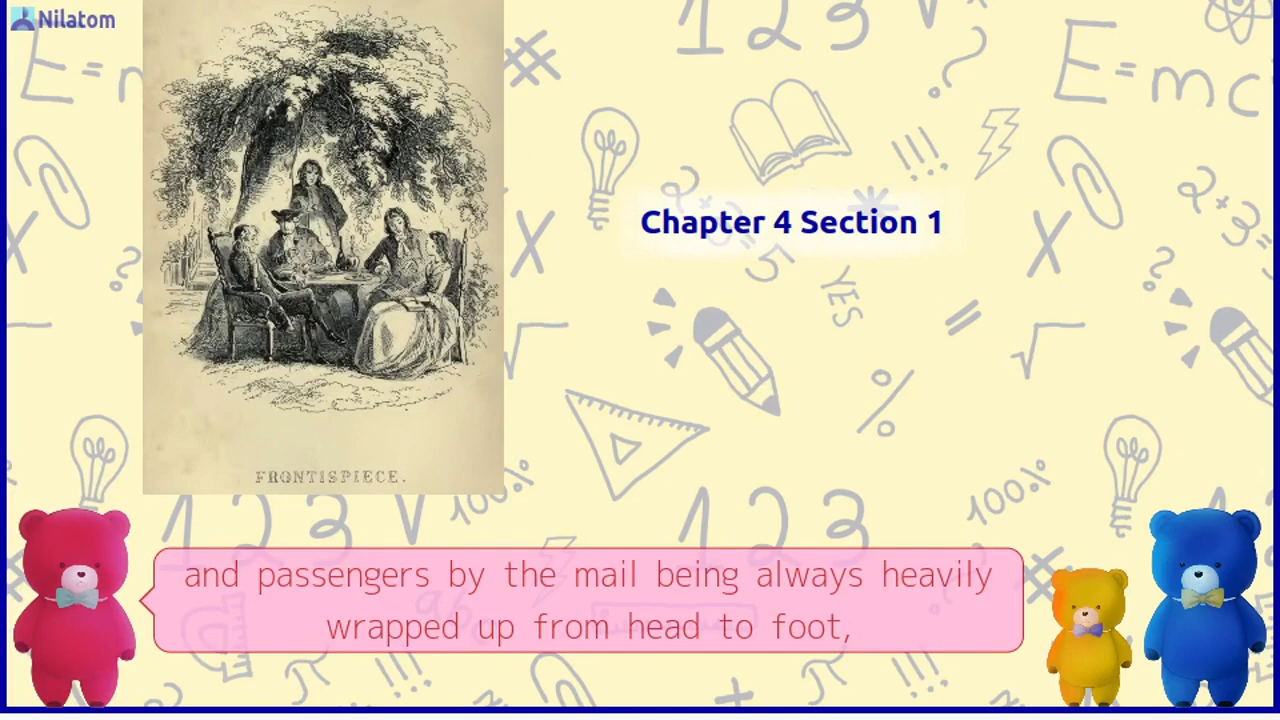 Nilatom
Chapter 4 Section 1
FRONTISPIECE.
and passengers by the mail being always heavily
wrapped up from head to foot,